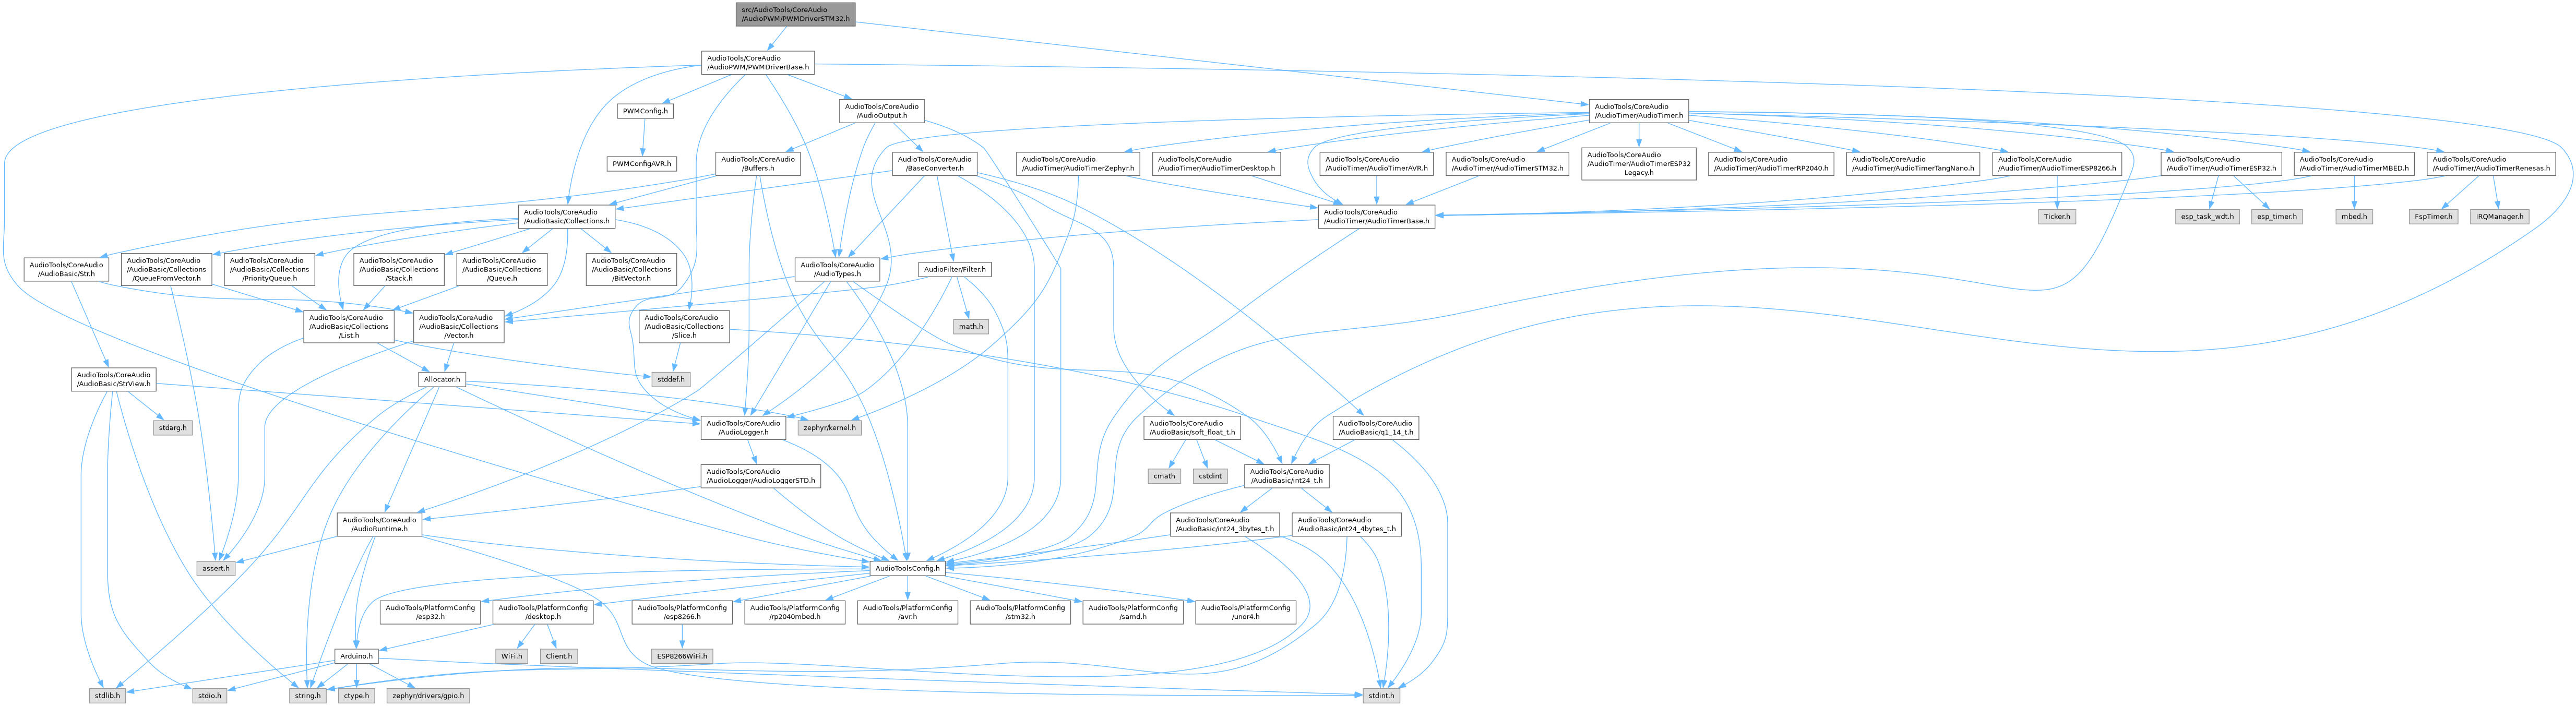 src/AudioTools/CoreAudio
/AudioPWM/PWMDriverSTM32.h
AudioTools/CoreAudio
/AudioPWM/PWMDriverBase.h
PWMConfig.h
AudioTools/CoreAudio
/AudioOutput.h
AudioTools/CoreAudio
/AudioTimer/AudioTimer.h
PWMConfigAVR.h
AudioTools/CoreAudio
/Buffers.h
AudioTools/CoreAudio
/BaseConverter.h
AudioTools/CoreAudio
/AudioTimer/AudioTimerZephyr.h
AudioTools/CoreAudio
/AudioTimer/AudioTimerDesktop.h
AudioTools/CoreAudio
/AudioTimer/AudioTimerAVR.h
AudioTools/CoreAudio
/AudioTimer/AudioTimerSTM32.h
AudioTools/CoreAudio
/AudioTimer/AudioTimerESP32
Legacy.h
AudioTools/CoreAudio
/AudioTimer/AudioTimerRP2040.h
AudioTools/CoreAudio
/AudioTimer/AudioTimerTangNano.h
AudioTools/CoreAudio
/AudioTimer/AudioTimerESP8266.h
AudioTools/CoreAudio
/AudioTimer/AudioTimerESP32.h
AudioTools/CoreAudio
/AudioTimer/AudioTimerMBED.h
AudioTools/CoreAudio
/AudioTimer/AudioTimerRenesas.h
AudioTools/CoreAudio
/AudioBasic/Collections.h
AudioTools/CoreAudio
/AudioTimer/AudioTimerBase.h
Ticker.h
esp_task_wdt.h
esp_timer.h
mbed.h
FspTimer.h
IRQManager.h
AudioTools/CoreAudio
/AudioBasic/Str.h
AudioTools/CoreAudio
/AudioBasic/Collections
/QueueFromVector.h
AudioTools/CoreAudio
/AudioBasic/Collections
/PriorityQueue.h
AudioTools/CoreAudio
/AudioBasic/Collections
/Stack.h
AudioTools/CoreAudio
/AudioBasic/Collections
/Queue.h
AudioTools/CoreAudio
/AudioBasic/Collections
/BitVector.h
AudioTools/CoreAudio
/AudioTypes.h
AudioFilter/Filter.h
AudioTools/CoreAudio
/AudioBasic/Collections
/List.h
AudioTools/CoreAudio
/AudioBasic/Collections
/Vector.h
AudioTools/CoreAudio
/AudioBasic/Collections
/Slice.h
math.h
AudioTools/CoreAudio
/AudioBasic/StrView.h
Allocator.h
stddef.h
stdarg.h
AudioTools/CoreAudio
/AudioLogger.h
zephyr/kernel.h
AudioTools/CoreAudio
/AudioBasic/soft_float_t.h
AudioTools/CoreAudio
/AudioBasic/q1_14_t.h
AudioTools/CoreAudio
/AudioLogger/AudioLoggerSTD.h
cmath
cstdint
AudioTools/CoreAudio
/AudioBasic/int24_t.h
AudioTools/CoreAudio
/AudioRuntime.h
AudioTools/CoreAudio
/AudioBasic/int24_3bytes_t.h
AudioTools/CoreAudio
/AudioBasic/int24_4bytes_t.h
assert.h
AudioToolsConfig.h
AudioTools/PlatformConfig
/esp32.h
AudioTools/PlatformConfig
/desktop.h
AudioTools/PlatformConfig
/esp8266.h
AudioTools/PlatformConfig
/rp2040mbed.h
AudioTools/PlatformConfig
/avr.h
AudioTools/PlatformConfig
/stm32.h
AudioTools/PlatformConfig
/samd.h
AudioTools/PlatformConfig
/unor4.h
Arduino.h
WiFi.h
Client.h
ESP8266WiFi.h
stdlib.h
stdio.h
string.h
ctype.h
zephyr/drivers/gpio.h
stdint.h